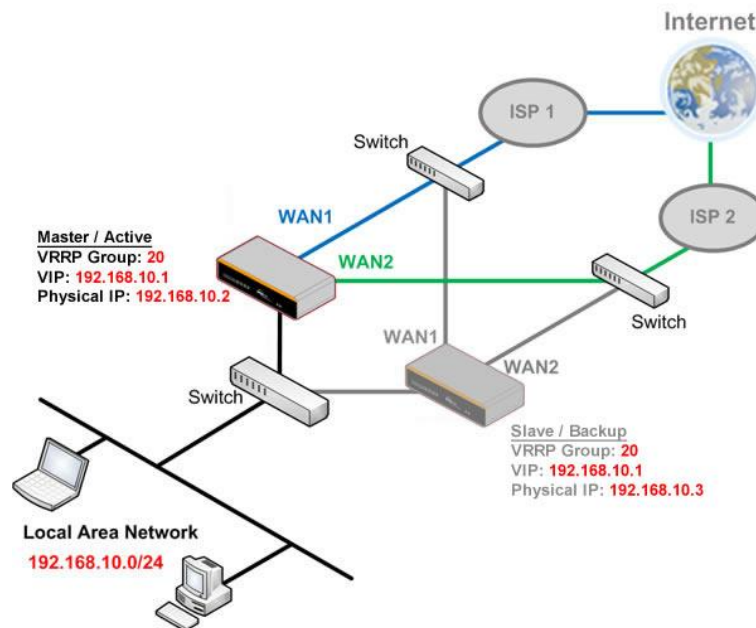 Internet
ISP 1
Switch
WAN1
Master / Active
VRRP Group: 20
VIP: 192.168.10.1
Physical IP: 192.168.10.2
WAN2
ISP 2
Switch
WAN1
WAN2
Switch
Slave / Backup
VRRP Group: 20
VIP: 192.168.10.1
Physical IP: 192.168.10.3
Local Area Network
192.168.10.0/24